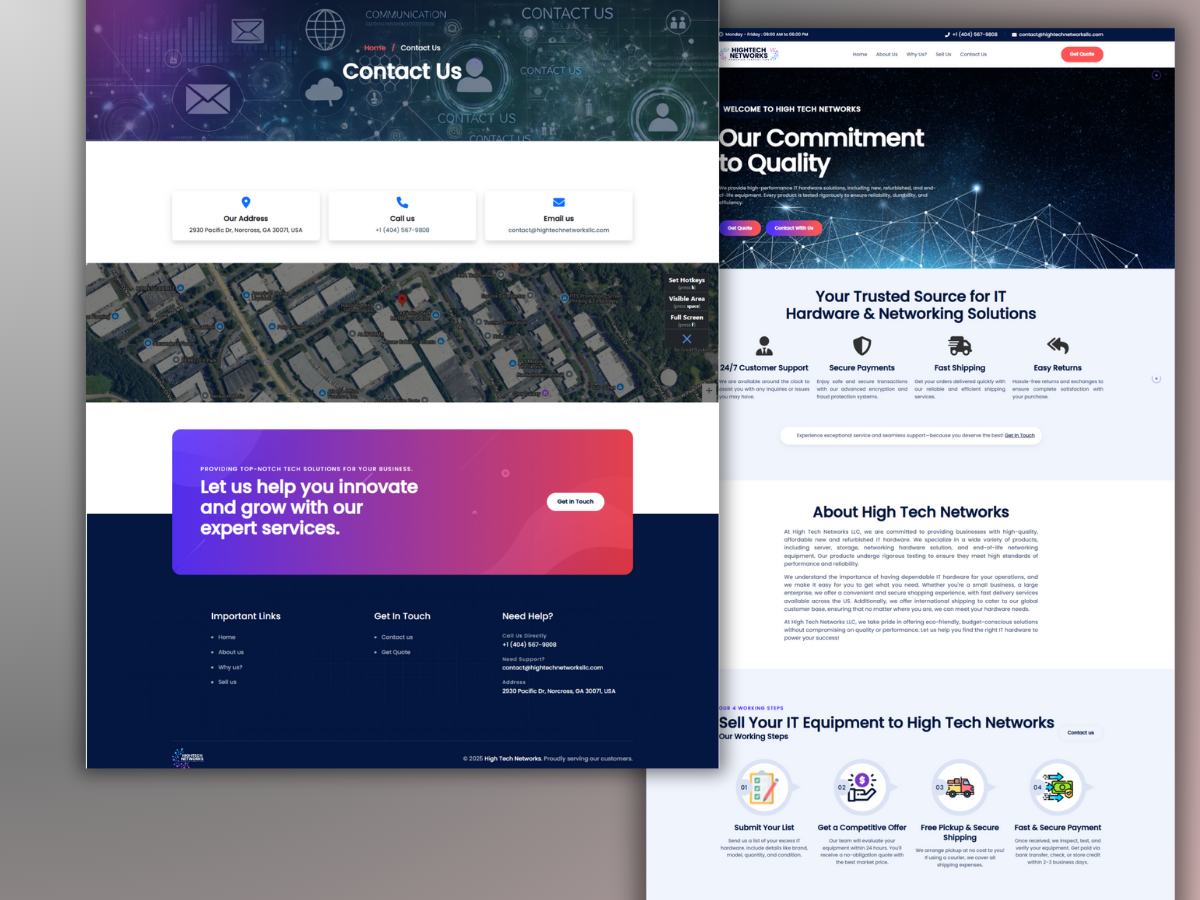 COMMUNICATION
CONTACT US
Home / Contact Us
Contact Us
CONTACT US
CONTACT US
CONTACT US
Our Address
2930 Pacific Dr, Norcross, GA 30071, USA
Call us
+1 (404) 567-9808
Email us
contact@hightechnetworksllc.com
Set Hotkeys
(press k)
Visible Area
(press space)
Full Screen
(press f)
PROVIDING TOP-NOTCH TECH SOLUTIONS FOR YOUR BUSINESS.
Let us help you innovate
and grow with our
expert services.
Get In Touch
Important Links
Home
About us
Why us?
Sell us
Get In Touch
Contact us
Get Quote
Need Help?
Call Us Directly
+1 (404) 567-9808
Need Support?
contact@hightechnetworksllc.com
Address
2930 Pacific Dr, Norcross, GA 30071, USA
HIGHTECH
NETWORKS
© 2025 High Tech Networks. Proudly serving our customers.
Monday - Friday : 09:00 AM to 06:00 PM
+1 (404) 567-9808
contact@hightechnetworksllc.com
HIGHTECH
NETWORKS
Home About Us Why Us? Sell Us Contact Us
Get Quote
WELCOME TO HIGH TECH NETWORKS
Our Commitment
to Quality
We provide high-performance IT hardware solutions, including new, refurbished, and end-
of-life equipment. Every product is tested rigorously to ensure reliability, durability, and
efficiency.
Get Quote
Contact With Us
Your Trusted Source for IT
Hardware & Networking Solutions
24/7 Customer Support
We are available around the clock to
assist you with any inquiries or issues
you may have.
Secure Payments
Enjoy safe and secure transactions
with our advanced encryption and
fraud protection systems.
Fast Shipping
Get your orders delivered quickly with
our reliable and efficient shipping
services.
Easy Returns
Hassle-free returns and exchanges to
ensure complete satisfaction with
your purchase.
Experience exceptional service and seamless support—because you deserve the best! Get In Touch
About High Tech Networks
At High Tech Networks LLC, we are committed to providing businesses with high-quality,
affordable new and refurbished IT hardware. We specialize in a wide variety of products,
including server, storage, networking hardware solution, and end-of-life networking
equipment. Our products undergo rigorous testing to ensure they meet high standards of
performance and reliability.
We understand the importance of having dependable IT hardware for your operations, and
we make it easy for you to get what you need. Whether you're a small business, a large
enterprise, we offer a convenient and secure shopping experience, with fast delivery services
available across the US. Additionally, we offer international shipping to cater to our global
customer base, ensuring that no matter where you are, we can meet your hardware needs.
At High Tech Networks LLC, we take pride in offering eco-friendly, budget-conscious solutions
without compromising on quality or performance. Let us help you find the right IT hardware to
power your success!
OUR 4 WORKING STEPS
Sell Your IT Equipment to High Tech Networks
Our Working Steps
Contact us
01
Submit Your List
Send us a list of your excess IT
hardware. Include details like brand,
model, quantity, and condition.
02
Get a Competitive Offer
Our team will evaluate your
equipment within 24 hours. You'll
receive a no-obligation quote with
the best market price.
03
Free Pickup & Secure
Shipping
We arrange pickup at no cost to you!
If using a courier, we cover all
shipping expenses.
04
Fast & Secure Payment
Once received, we inspect, test, and
verify your equipment. Get paid via
bank transfer, check, or store credit
within 2-3 business days.